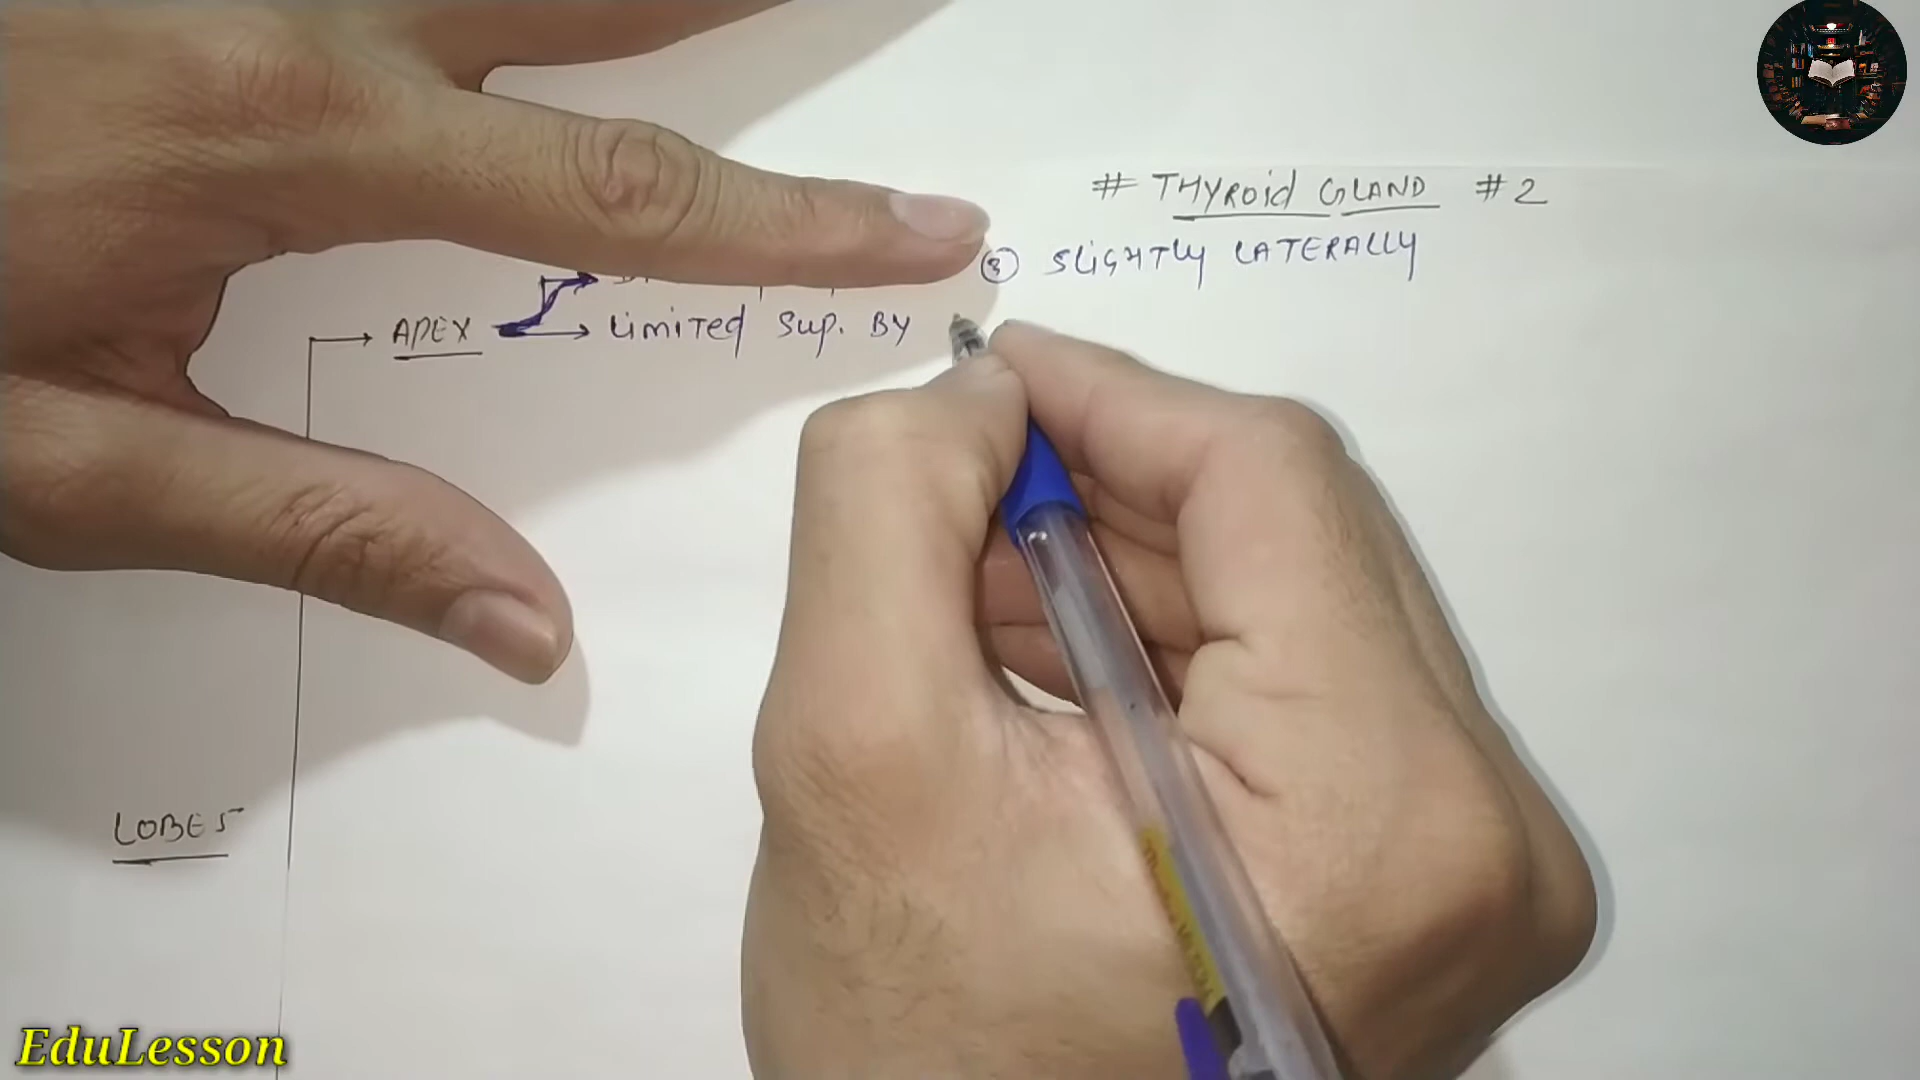 # THYROID GLAND # 2
③ SLIGHTLY LATERALLY
APEX Limited Sup. BY
LOBES
EduLesson